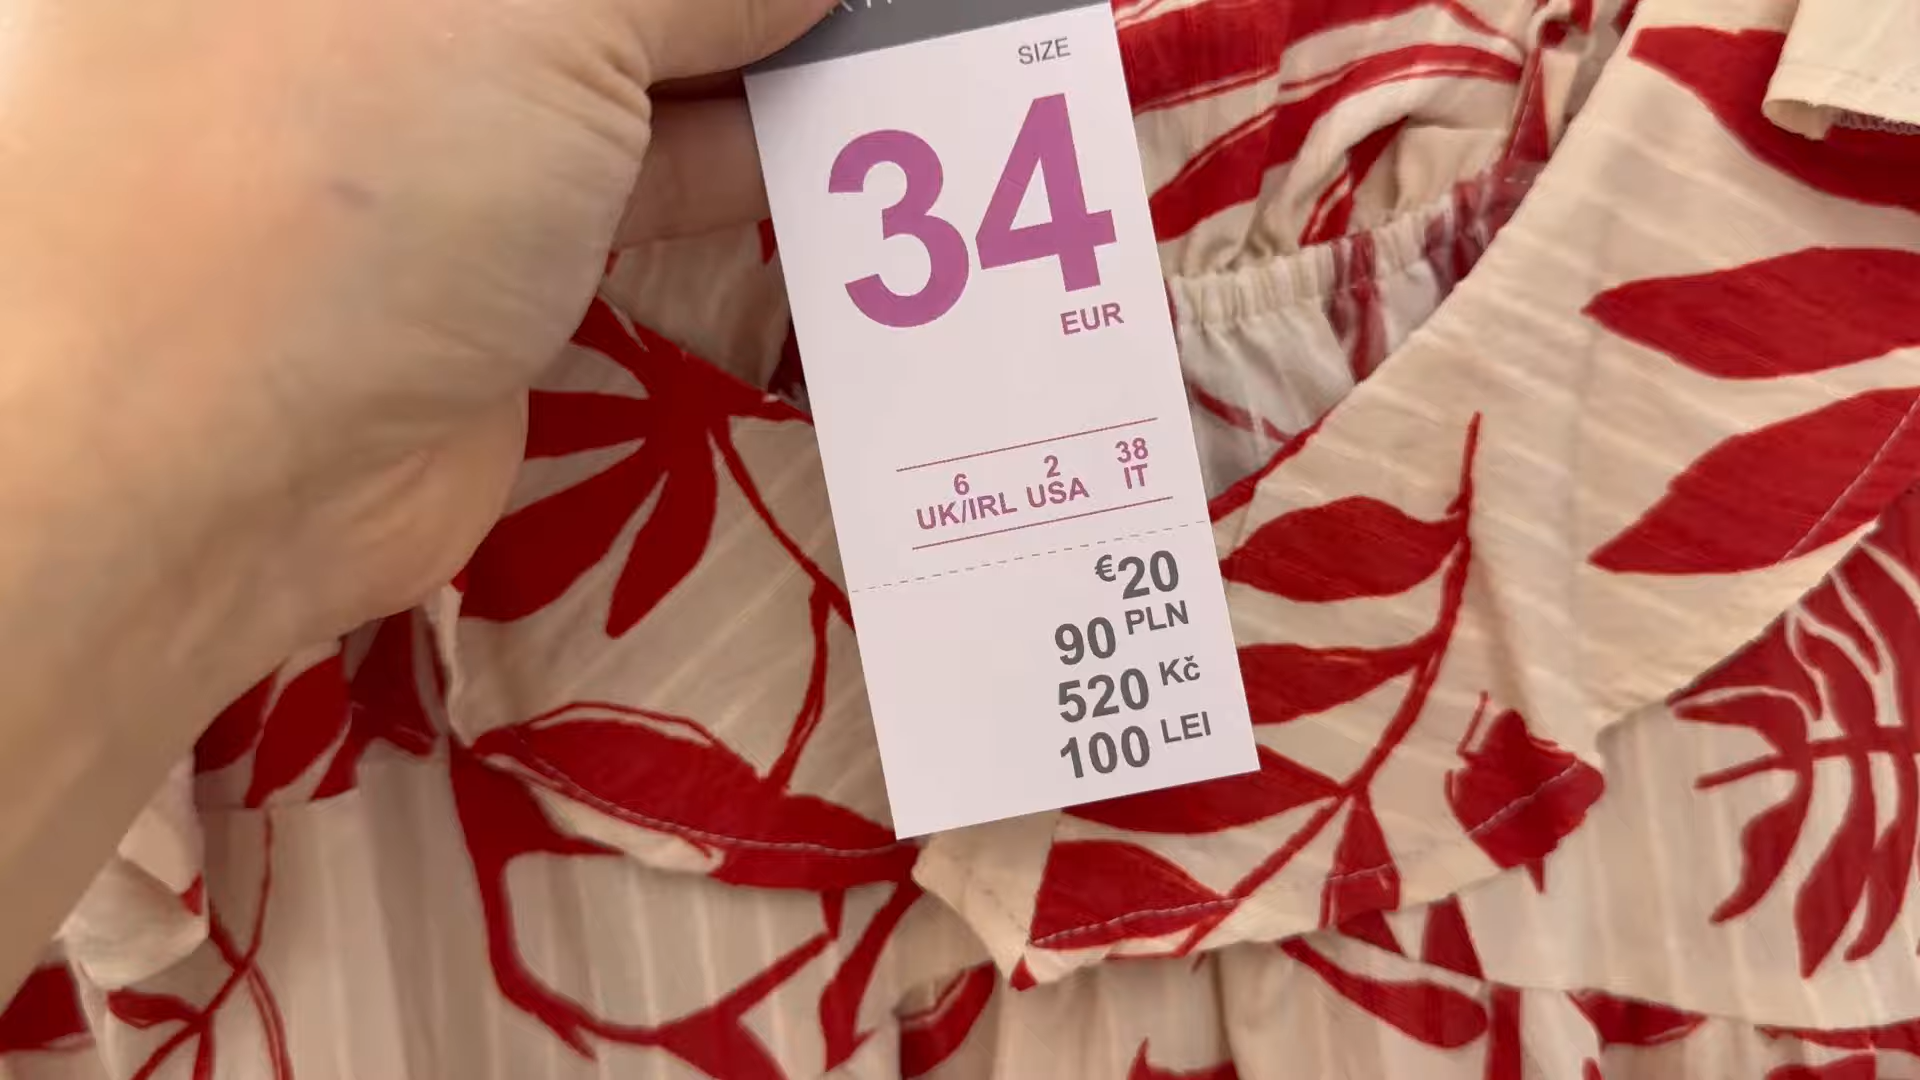 SIZE
34
EUR
6 2 38
UK/IRL USA IT
€20
90 PLN
520 Kč
100 LEI